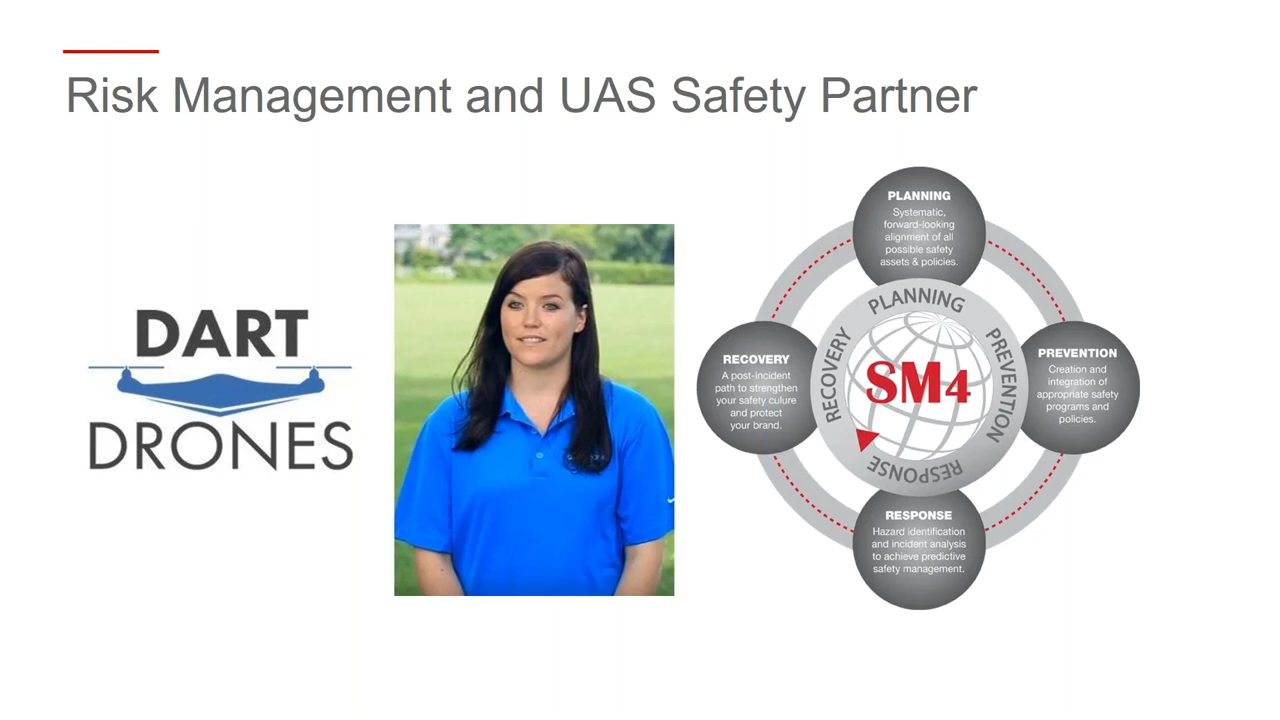 Risk Management and UAS Safety Partner
DART
DRONES
PLANNING
Systematic,
forward-looking
alignment of all
possible safety
assets & policies.
PREVENTION
Creation and
integration of
appropriate safety
programs and
policies.
RESPONSE
Hazard identification
and incident analysis
to achieve predictive
safety management.
RECOVERY
A post-incident
path to strengthen
your safety culure
and protect
your brand.
PLANNING
PREVENTION
RESPONSE
RECOVERY
SM4